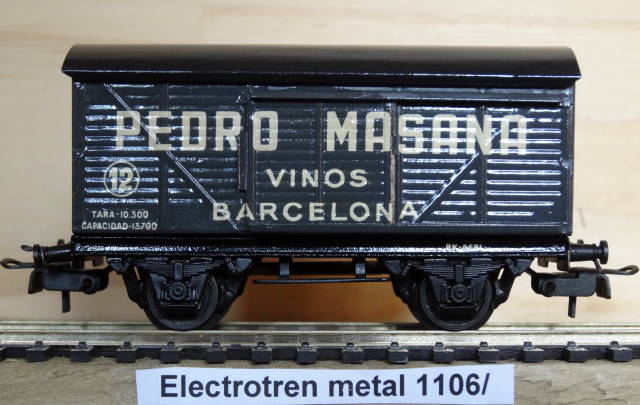 PEDRO MASANA
12
VINOS
BARCELONA
TARA-10.300
CAPACIDAD-13.700
Electrotren metal 1106/